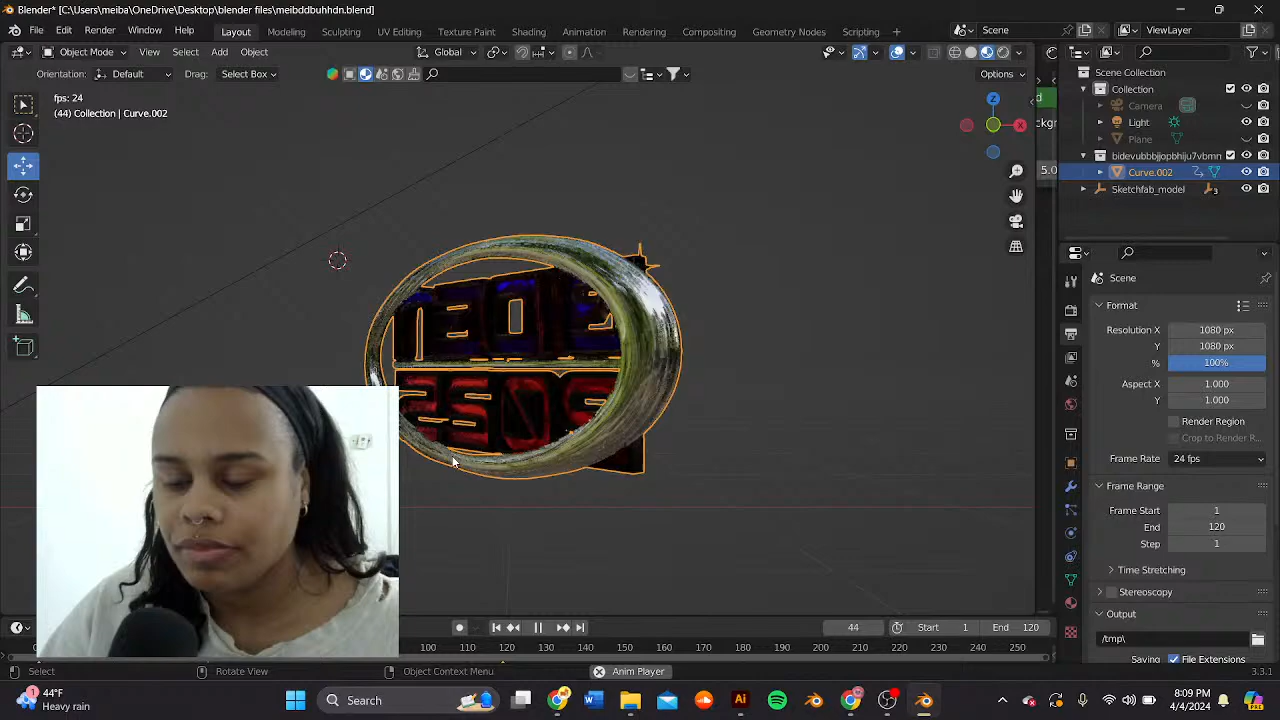 Blender* [C:\Users\meiba\OneDrive\Desktop\blender files\meibddbuhhdn.blend]
File Edit Render Window Help Layout Modeling Sculpting UV Editing Texture Paint Shading Animation Rendering Compositing Geometry Nodes Scripting Scene ViewLayer
Object Mode View Select Add Object Global
Orientation: Default Drag: Select Box Options
fps: 24
(44) Collection | Curve.002
Z
X
Scene Collection
Collection
Camera
Light
Plane
bidevubbbjjopbhiju7vbmn
Curve.002
Sketchfab_model
3
5.0
Scene
Format
Resolution X 1080 px
Y 1080 px
% 100%
Aspect X 1.000
Y 1.000
Render Region
Crop to Render R...
Frame Rate 24 fps
Frame Range
Frame Start 1
End 120
Step 1
Time Stretching
Stereoscopy
Output
/tmp\
Saving File Extensions
44 Start 1 End 120
100 110 120 130 140 150 160 170 180 190 200 210 220 230 240 250
Select Rotate View Object Context Menu Anim Player 3.3.1
1 44°F
Heavy rain
Search
8:09 PM
4/4/2024